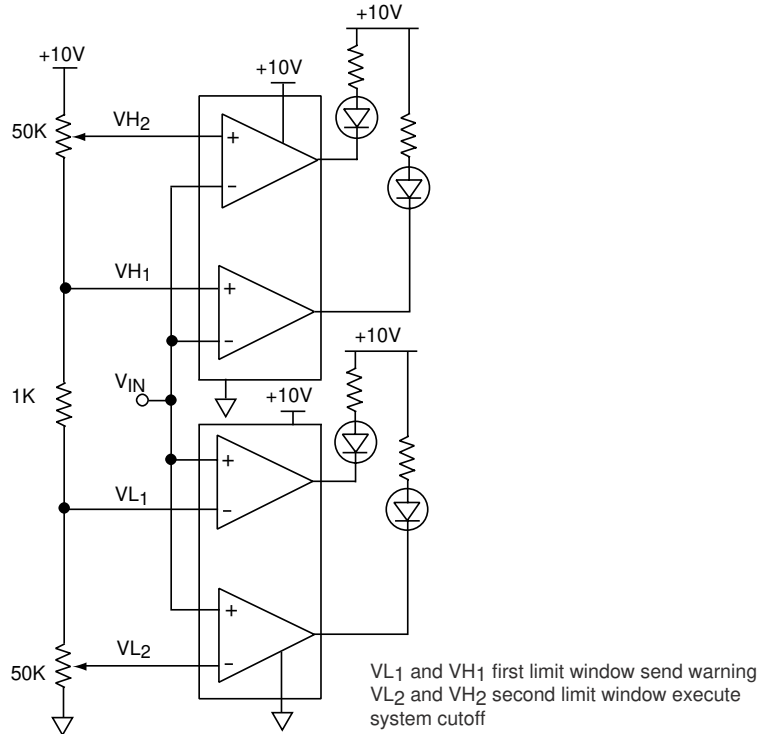 +10V
+10V
+10V
50K
VH2
+
−
VH1
+
−
+10V
1K
VIN
+10V
+
−
VL1
+
−
VL2
50K
VL1 and VH1 first limit window send warning
VL2 and VH2 second limit window execute
system cutoff